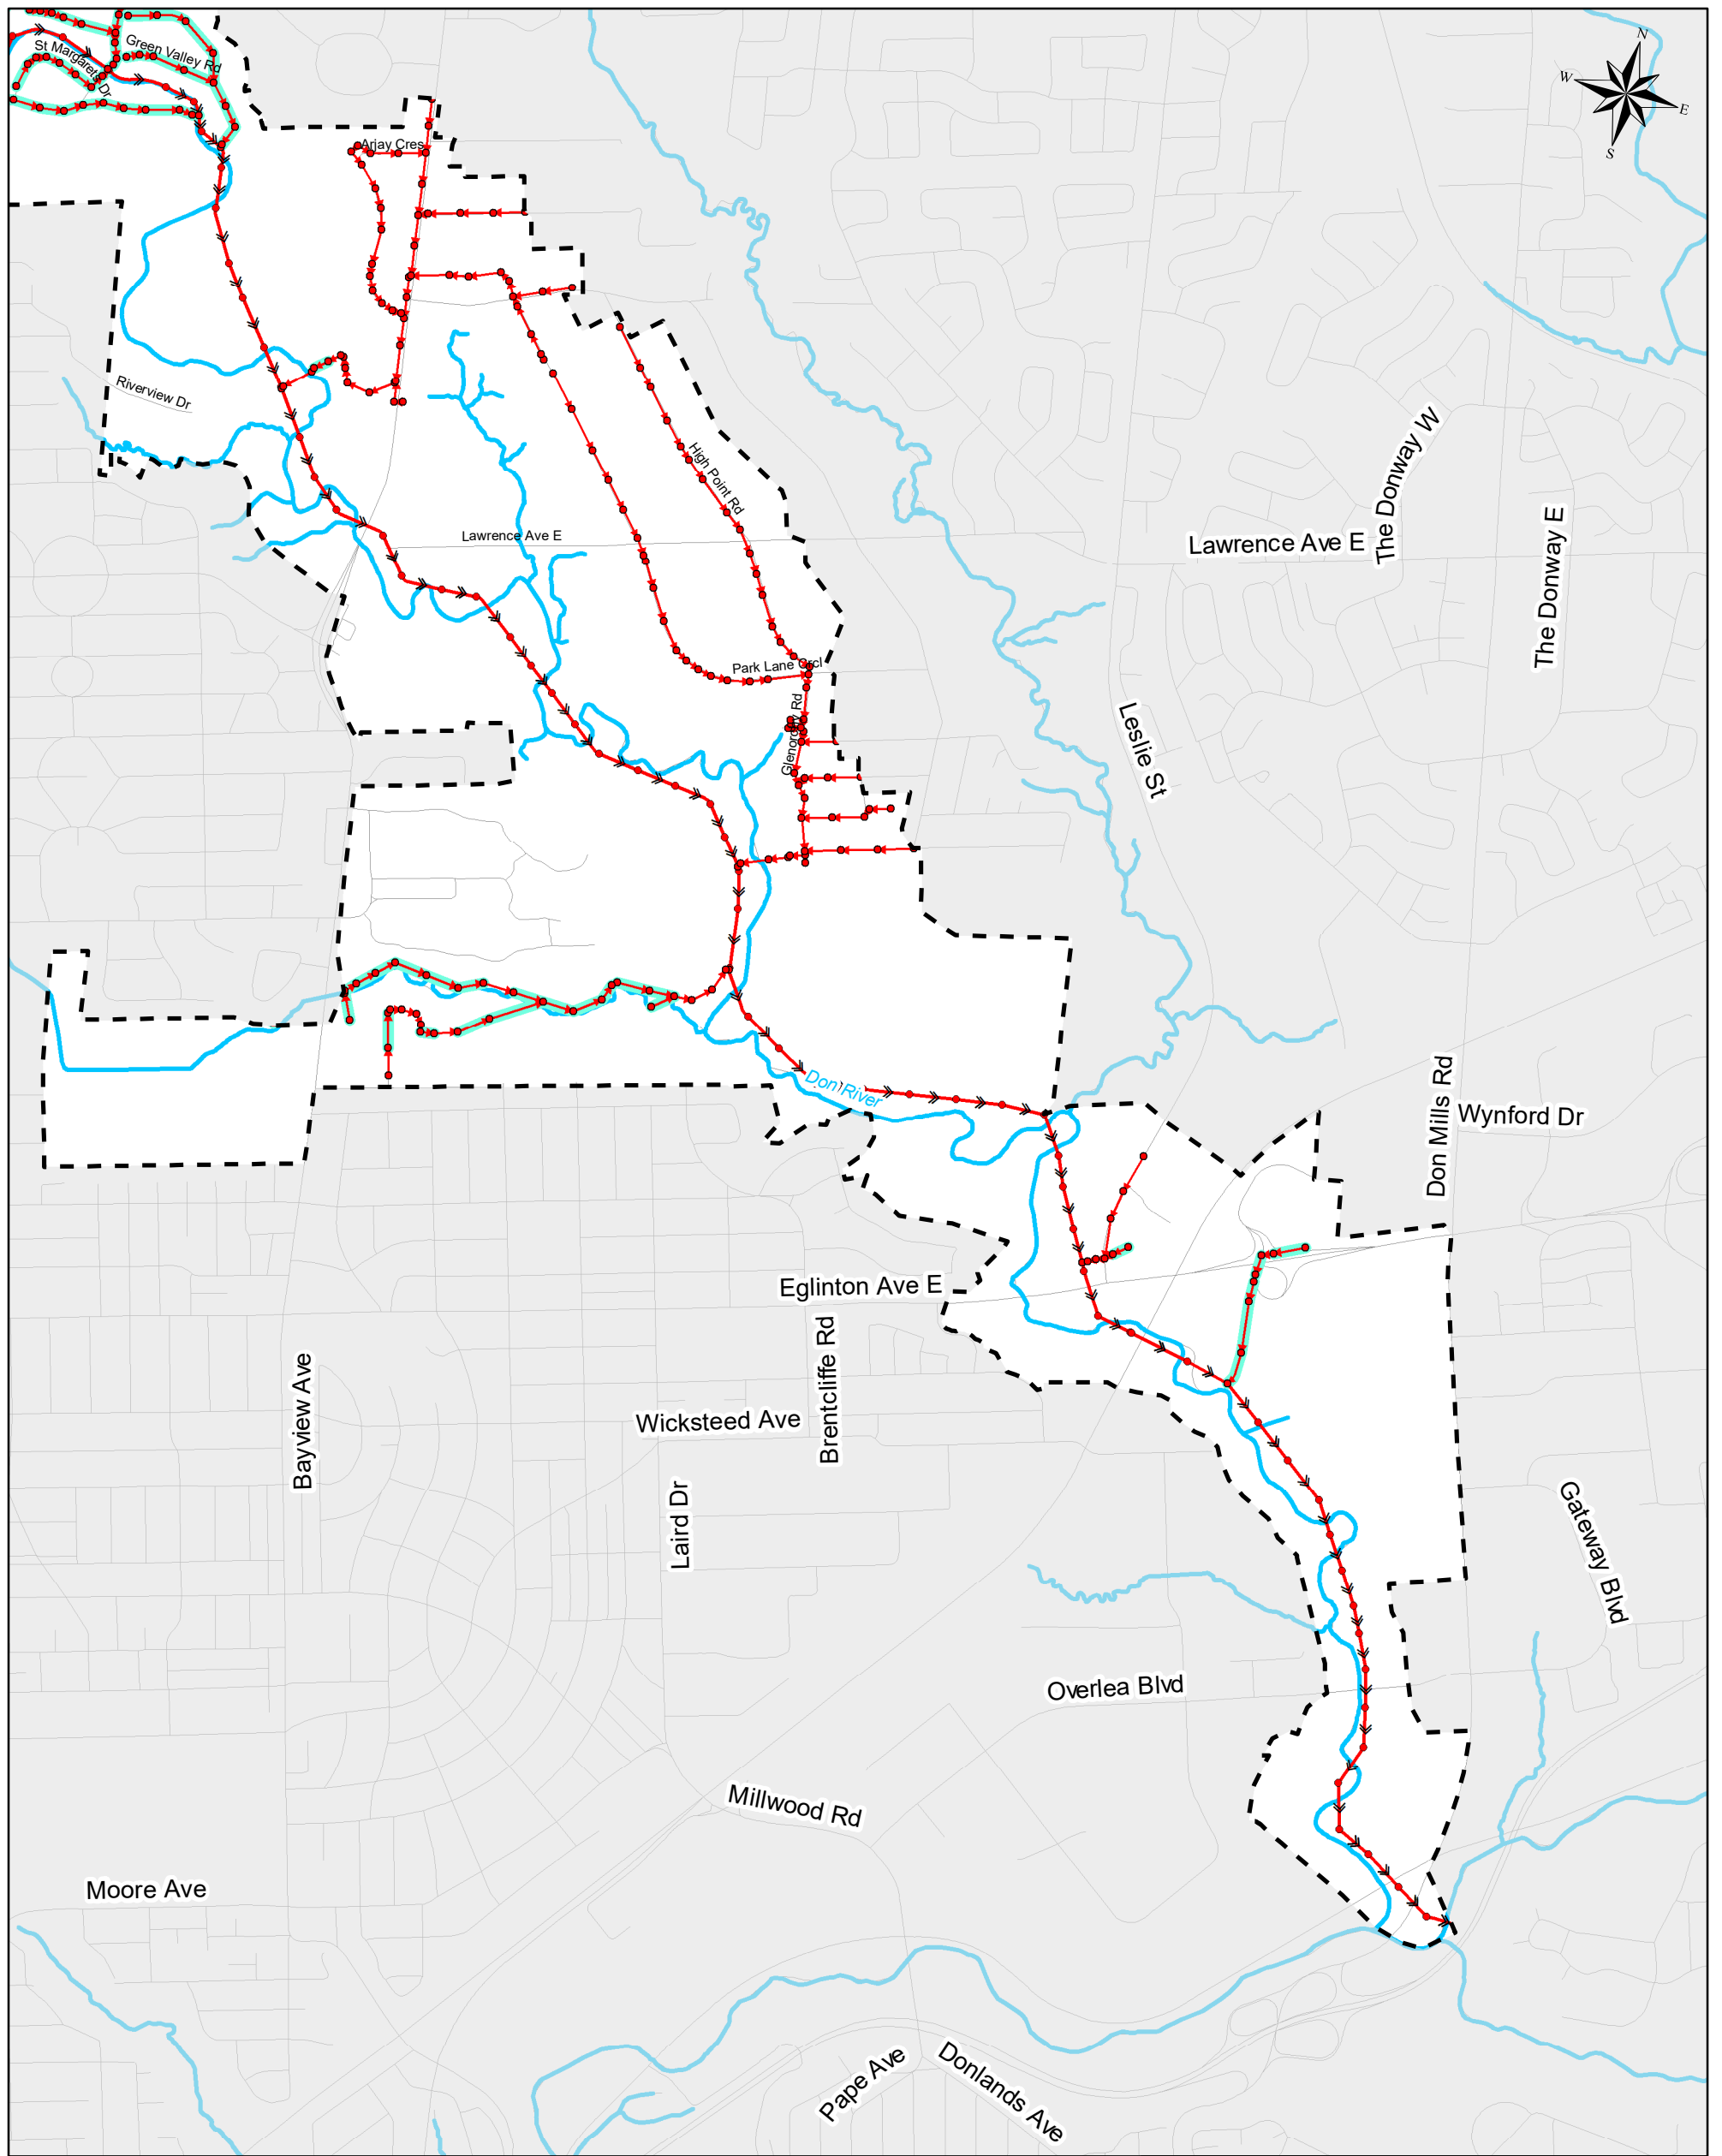 St Margarets Dr
Green Valley Rd
N
W
E
S
Arjay Cres
Riverview Dr
High Point Rd
The Donway W
Lawrence Ave E
Lawrence Ave E
The Donway E
Park Lane Crcl
Glenorchy Rd
Leslie St
Don River
Don Mills Rd
Wynford Dr
Eglinton Ave E
Brentcliffe Rd
Bayview Ave
Wicksteed Ave
Laird Dr
Gateway Blvd
Overlea Blvd
Millwood Rd
Moore Ave
Pape Ave
Donlands Ave